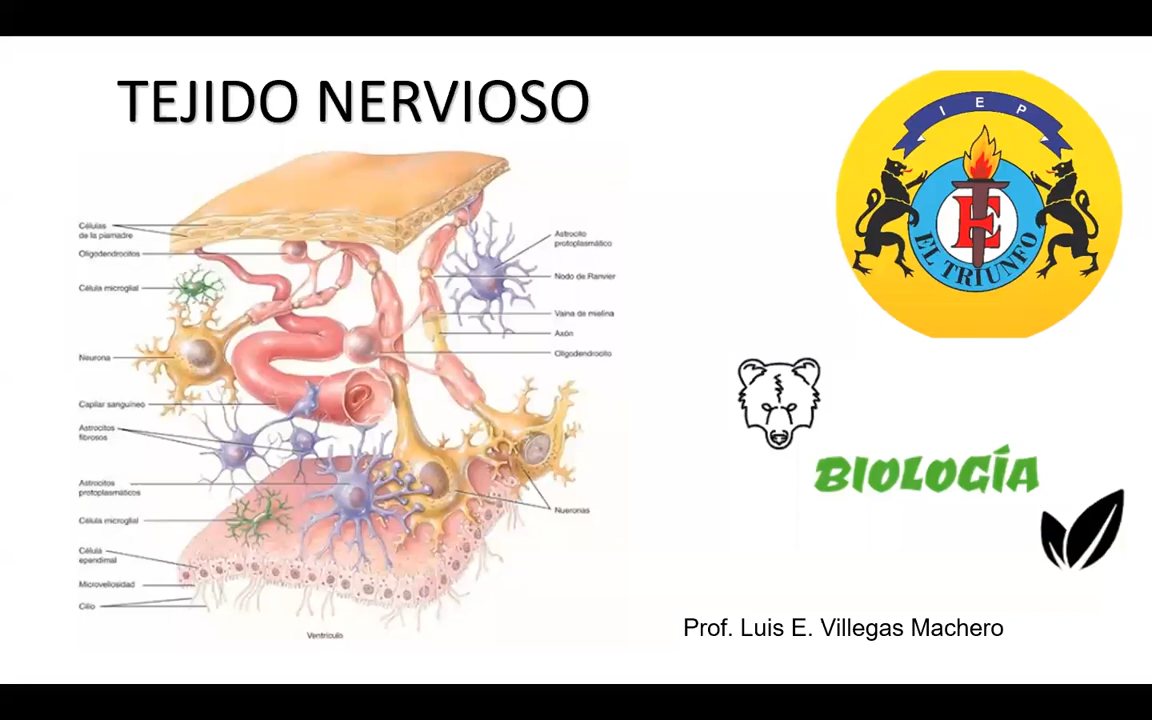 TEJIDO NERVIOSO
Células
de la piamadre
Oligodendrocitos
Célula microglial
Neurona
Capilar sanguíneo
Astrocitos
fibrosos
Astrocitos
protoplasmáticos
Célula microglial
Célula
ependimal
Microvellosidad
Cilio
Ventrículo
Astrocito
protoplasmático
Nodo de Ranvier
Vaina de mielina
Axón
Oligodendrocito
Nueronas
I E P
E
EL TRIUNFO
BIOLOGÍA
Prof. Luis E. Villegas Machero